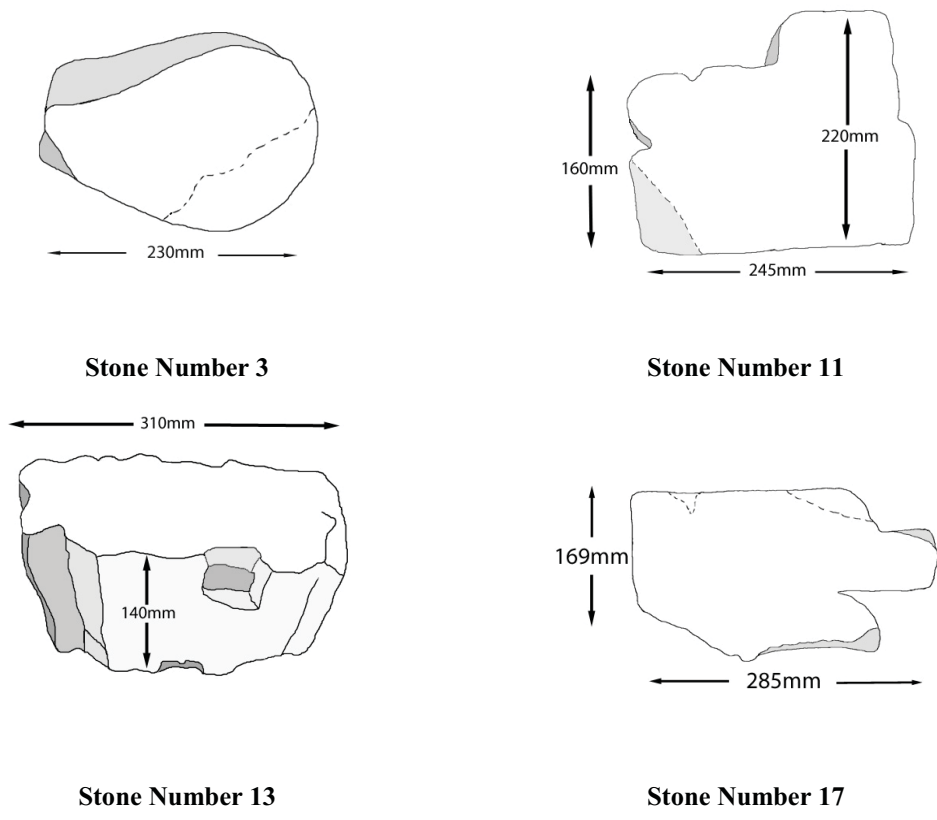 220mm
160mm
230mm
245mm
Stone Number 3
Stone Number 11
310mm
169mm
140mm
285mm
Stone Number 13
Stone Number 17